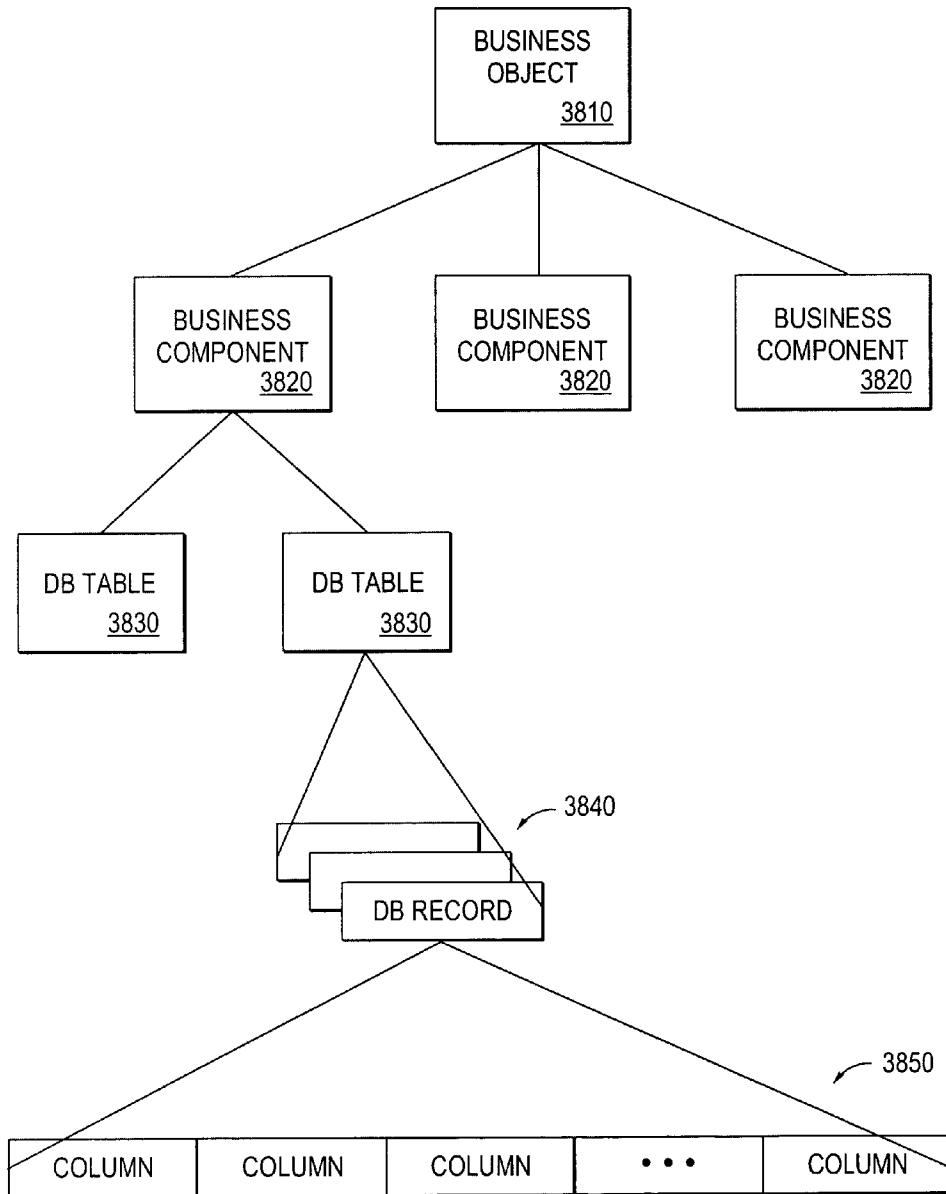 BUSINESS
OBJECT
3810
BUSINESS
COMPONENT
3820
BUSINESS
COMPONENT
3820
BUSINESS
COMPONENT
3820
DB TABLE
3830
DB TABLE
3830
3840
DB RECORD
3850
COLUMN COLUMN COLUMN • • • COLUMN